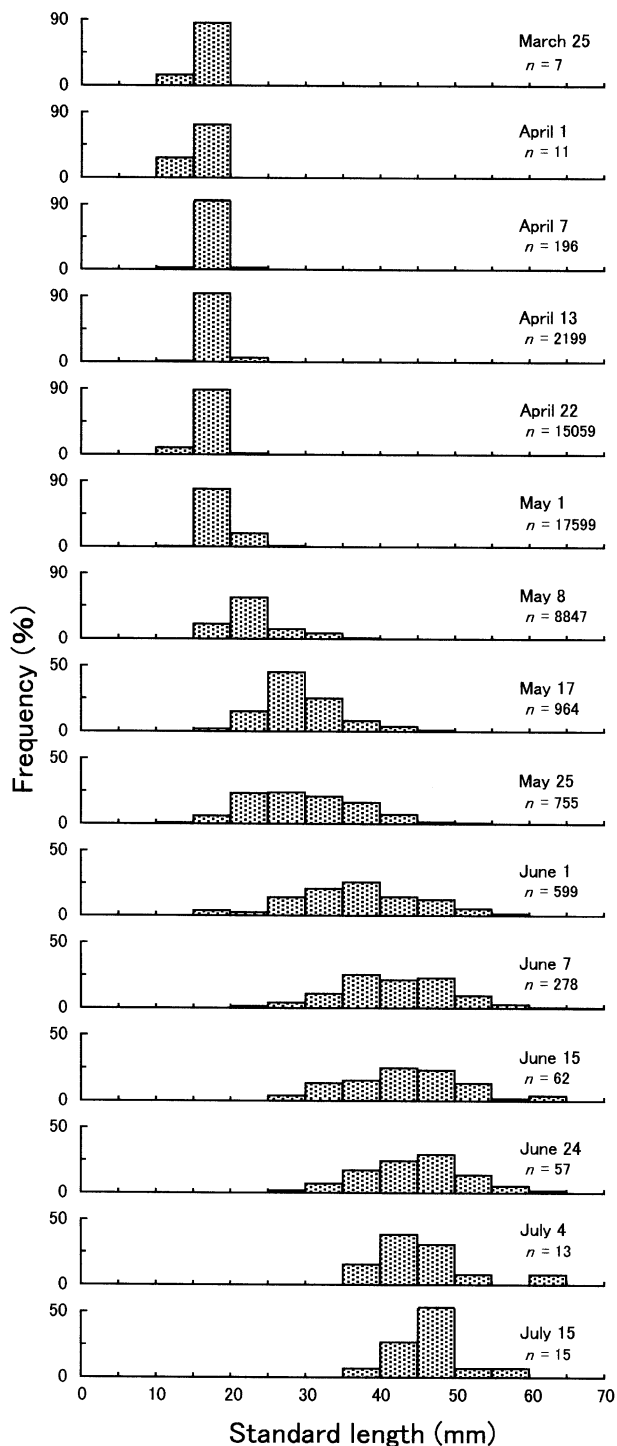 90
0
March 25
n = 7
90
0
April 1
n = 11
90
0
April 7
n = 196
90
0
April 13
n = 2199
90
0
April 22
n = 15059
90
0
May 1
n = 17599
90
0
May 8
n = 8847
50
0
May 17
n = 964
50
0
May 25
n = 755
50
0
June 1
n = 599
50
0
June 7
n = 278
50
0
June 15
n = 62
50
0
June 24
n = 57
50
0
July 4
n = 13
50
0
July 15
n = 15
Frequency (%)
0 10 20 30 40 50 60 70
Standard length (mm)